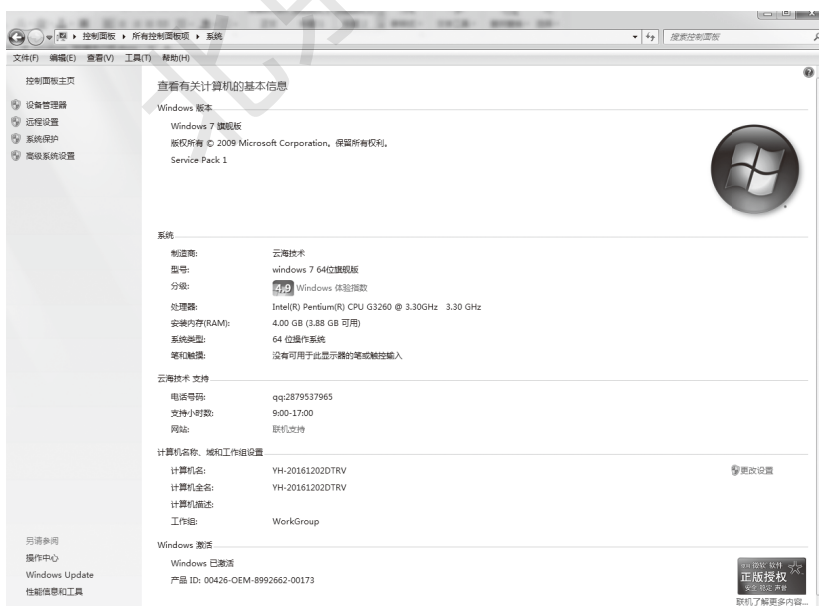 控制面板 ▸ 所有控制面板项 ▸ 系统
搜索控制面板
文件(F) 编辑(E) 查看(V) 工具(T) 帮助(H)
控制面板主页
设备管理器
远程设置
系统保护
高级系统设置
查看有关计算机的基本信息
Windows 版本
Windows 7 旗舰版
版权所有 © 2009 Microsoft Corporation。保留所有权利。
Service Pack 1
系统
制造商: 云海技术
型号: windows 7 64位旗舰版
分级: 4.9 Windows 体验指数
处理器: Intel(R) Pentium(R) CPU G3260 @ 3.30GHz 3.30 GHz
安装内存(RAM): 4.00 GB (3.88 GB 可用)
系统类型: 64 位操作系统
笔和触摸: 没有可用于此显示器的笔或触控输入
云海技术 支持
电话号码: qq:2879537965
支持小时数: 9:00-17:00
网站: 联机支持
计算机名称、域和工作组设置
计算机名: YH-20161202DTRV
更改设置
计算机全名: YH-20161202DTRV
计算机描述:
工作组: WorkGroup
Windows 激活
Windows 已激活
产品 ID: 00426-OEM-8992662-00173
另请参阅
操作中心
Windows Update
性能信息和工具
微软 软件
正版授权
安全 稳定 声誉
联机了解更多内容...